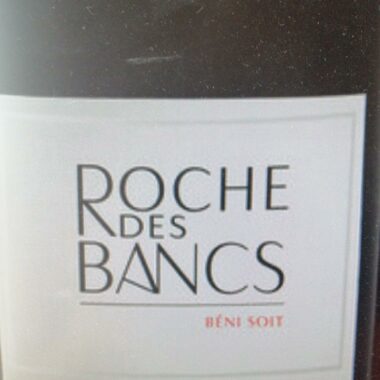 ROCHE
DES
BANCS
BÉNI SOIT